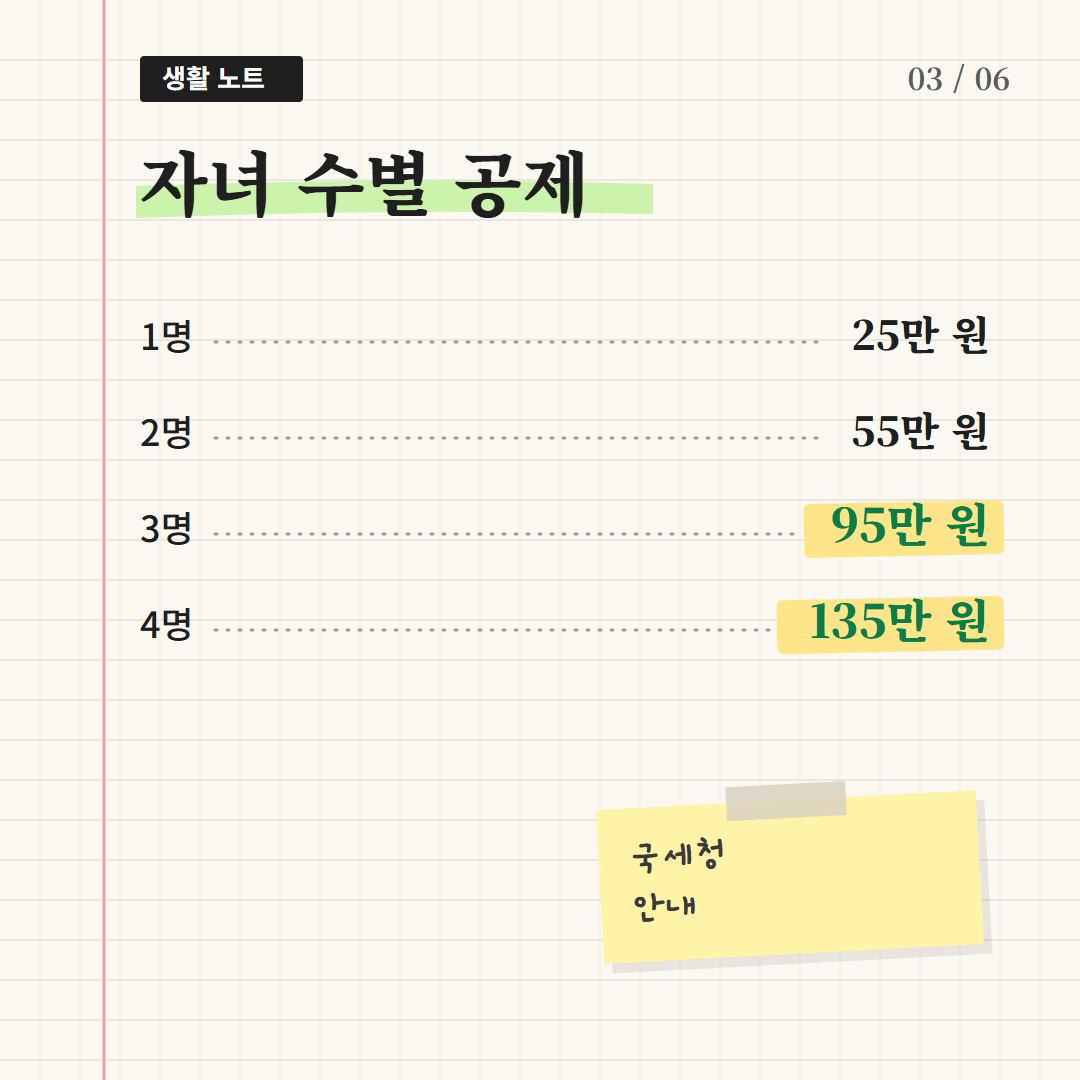 생활 노트
03 / 06
자녀 수별 공제
1명 25만 원
2명 55만 원
3명 95만 원
4명 135만 원
국세청
안내